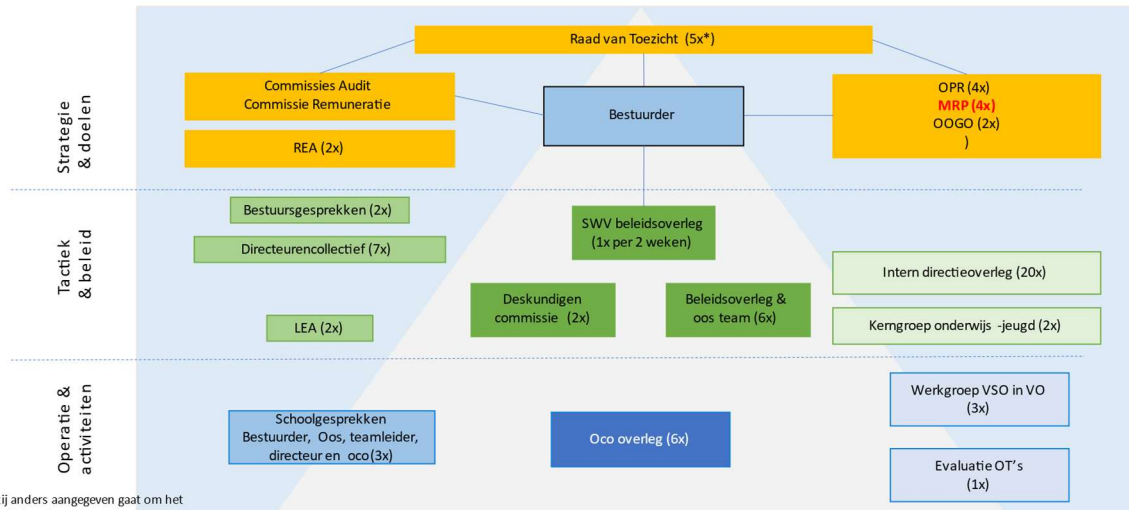 Raad van Toezicht (5x*)
Commissies Audit
Commissie Remuneratie
Bestuurder
OPR (4x)
MRP (4x)
OOGO (2x)
)
REA (2x)
Strategie
& doelen
Bestuursgesprekken (2x)
Directeurencollectief (7x)
SWV beleidsoverleg
(1x per 2 weken)
Intern directieoverleg (20x)
Deskundigen
commissie (2x)
Beleidsoverleg &
oos team (6x)
LEA (2x)
Kerngroep onderwijs -jeugd (2x)
Tactiek
& beleid
Werkgroep VSO in VO
(3x)
Schoolgesprekken
Bestuurder, Oos, teamleider,
directeur en oco(3x)
Oco overleg (6x)
Evaluatie OT's
(1x)
Operatie &
activiteiten
ij anders aangegeven gaat om het